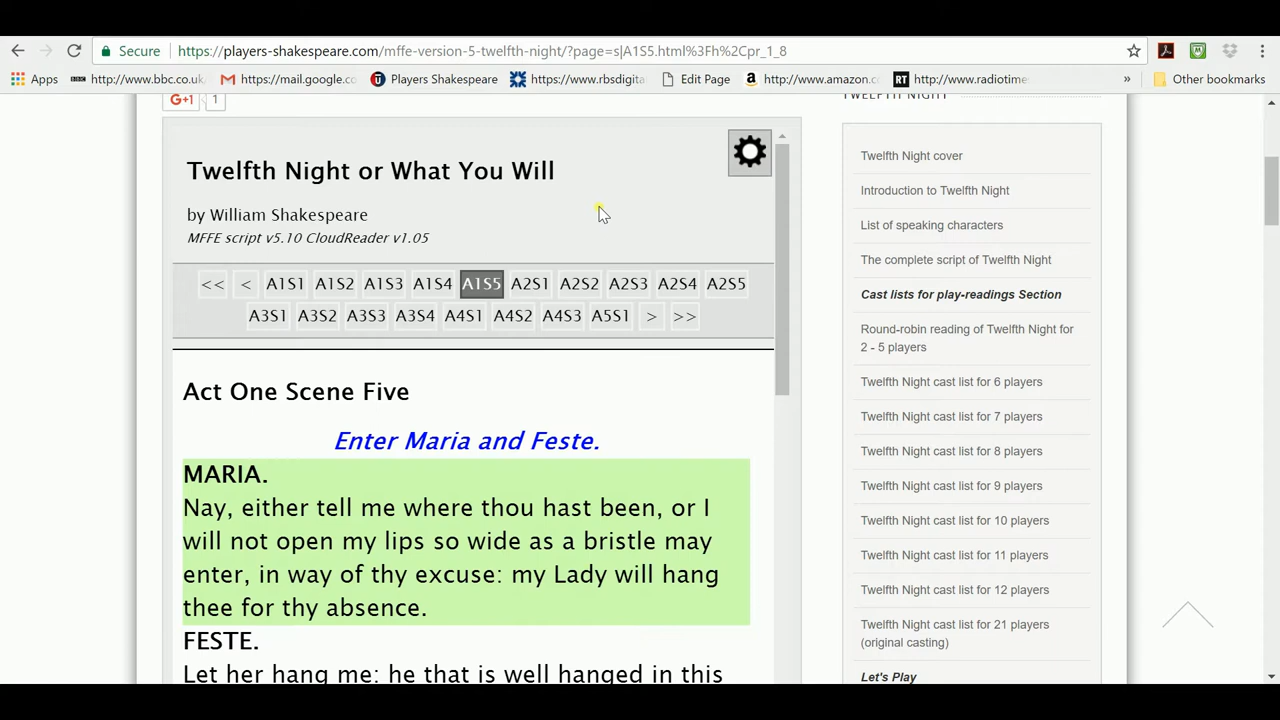 Secure https://players-shakespeare.com/mffe-version-5-twelfth-night/?page=s|A1S5.html%3Fh%2Cpr_1_8
Apps http://www.bbc.co.uk https://mail.google.co Players Shakespeare https://www.rbsdigita Edit Page http://www.amazon.c http://www.radiotime » Other bookmarks
G+1 1
TWELFTH NIGHT
Twelfth Night or What You Will
by William Shakespeare
MFFE script v5.10 CloudReader v1.05
<< < A1S1 A1S2 A1S3 A1S4 A1S5 A2S1 A2S2 A2S3 A2S4 A2S5
A3S1 A3S2 A3S3 A3S4 A4S1 A4S2 A4S3 A5S1 > >>
Act One Scene Five
Enter Maria and Feste.
MARIA.
Nay, either tell me where thou hast been, or I
will not open my lips so wide as a bristle may
enter, in way of thy excuse: my Lady will hang
thee for thy absence.
FESTE.
Let her hang me: he that is well hanged in this
Twelfth Night cover
Introduction to Twelfth Night
List of speaking characters
The complete script of Twelfth Night
Cast lists for play-readings Section
Round-robin reading of Twelfth Night for
2 - 5 players
Twelfth Night cast list for 6 players
Twelfth Night cast list for 7 players
Twelfth Night cast list for 8 players
Twelfth Night cast list for 9 players
Twelfth Night cast list for 10 players
Twelfth Night cast list for 11 players
Twelfth Night cast list for 12 players
Twelfth Night cast list for 21 players
(original casting)
Let's Play